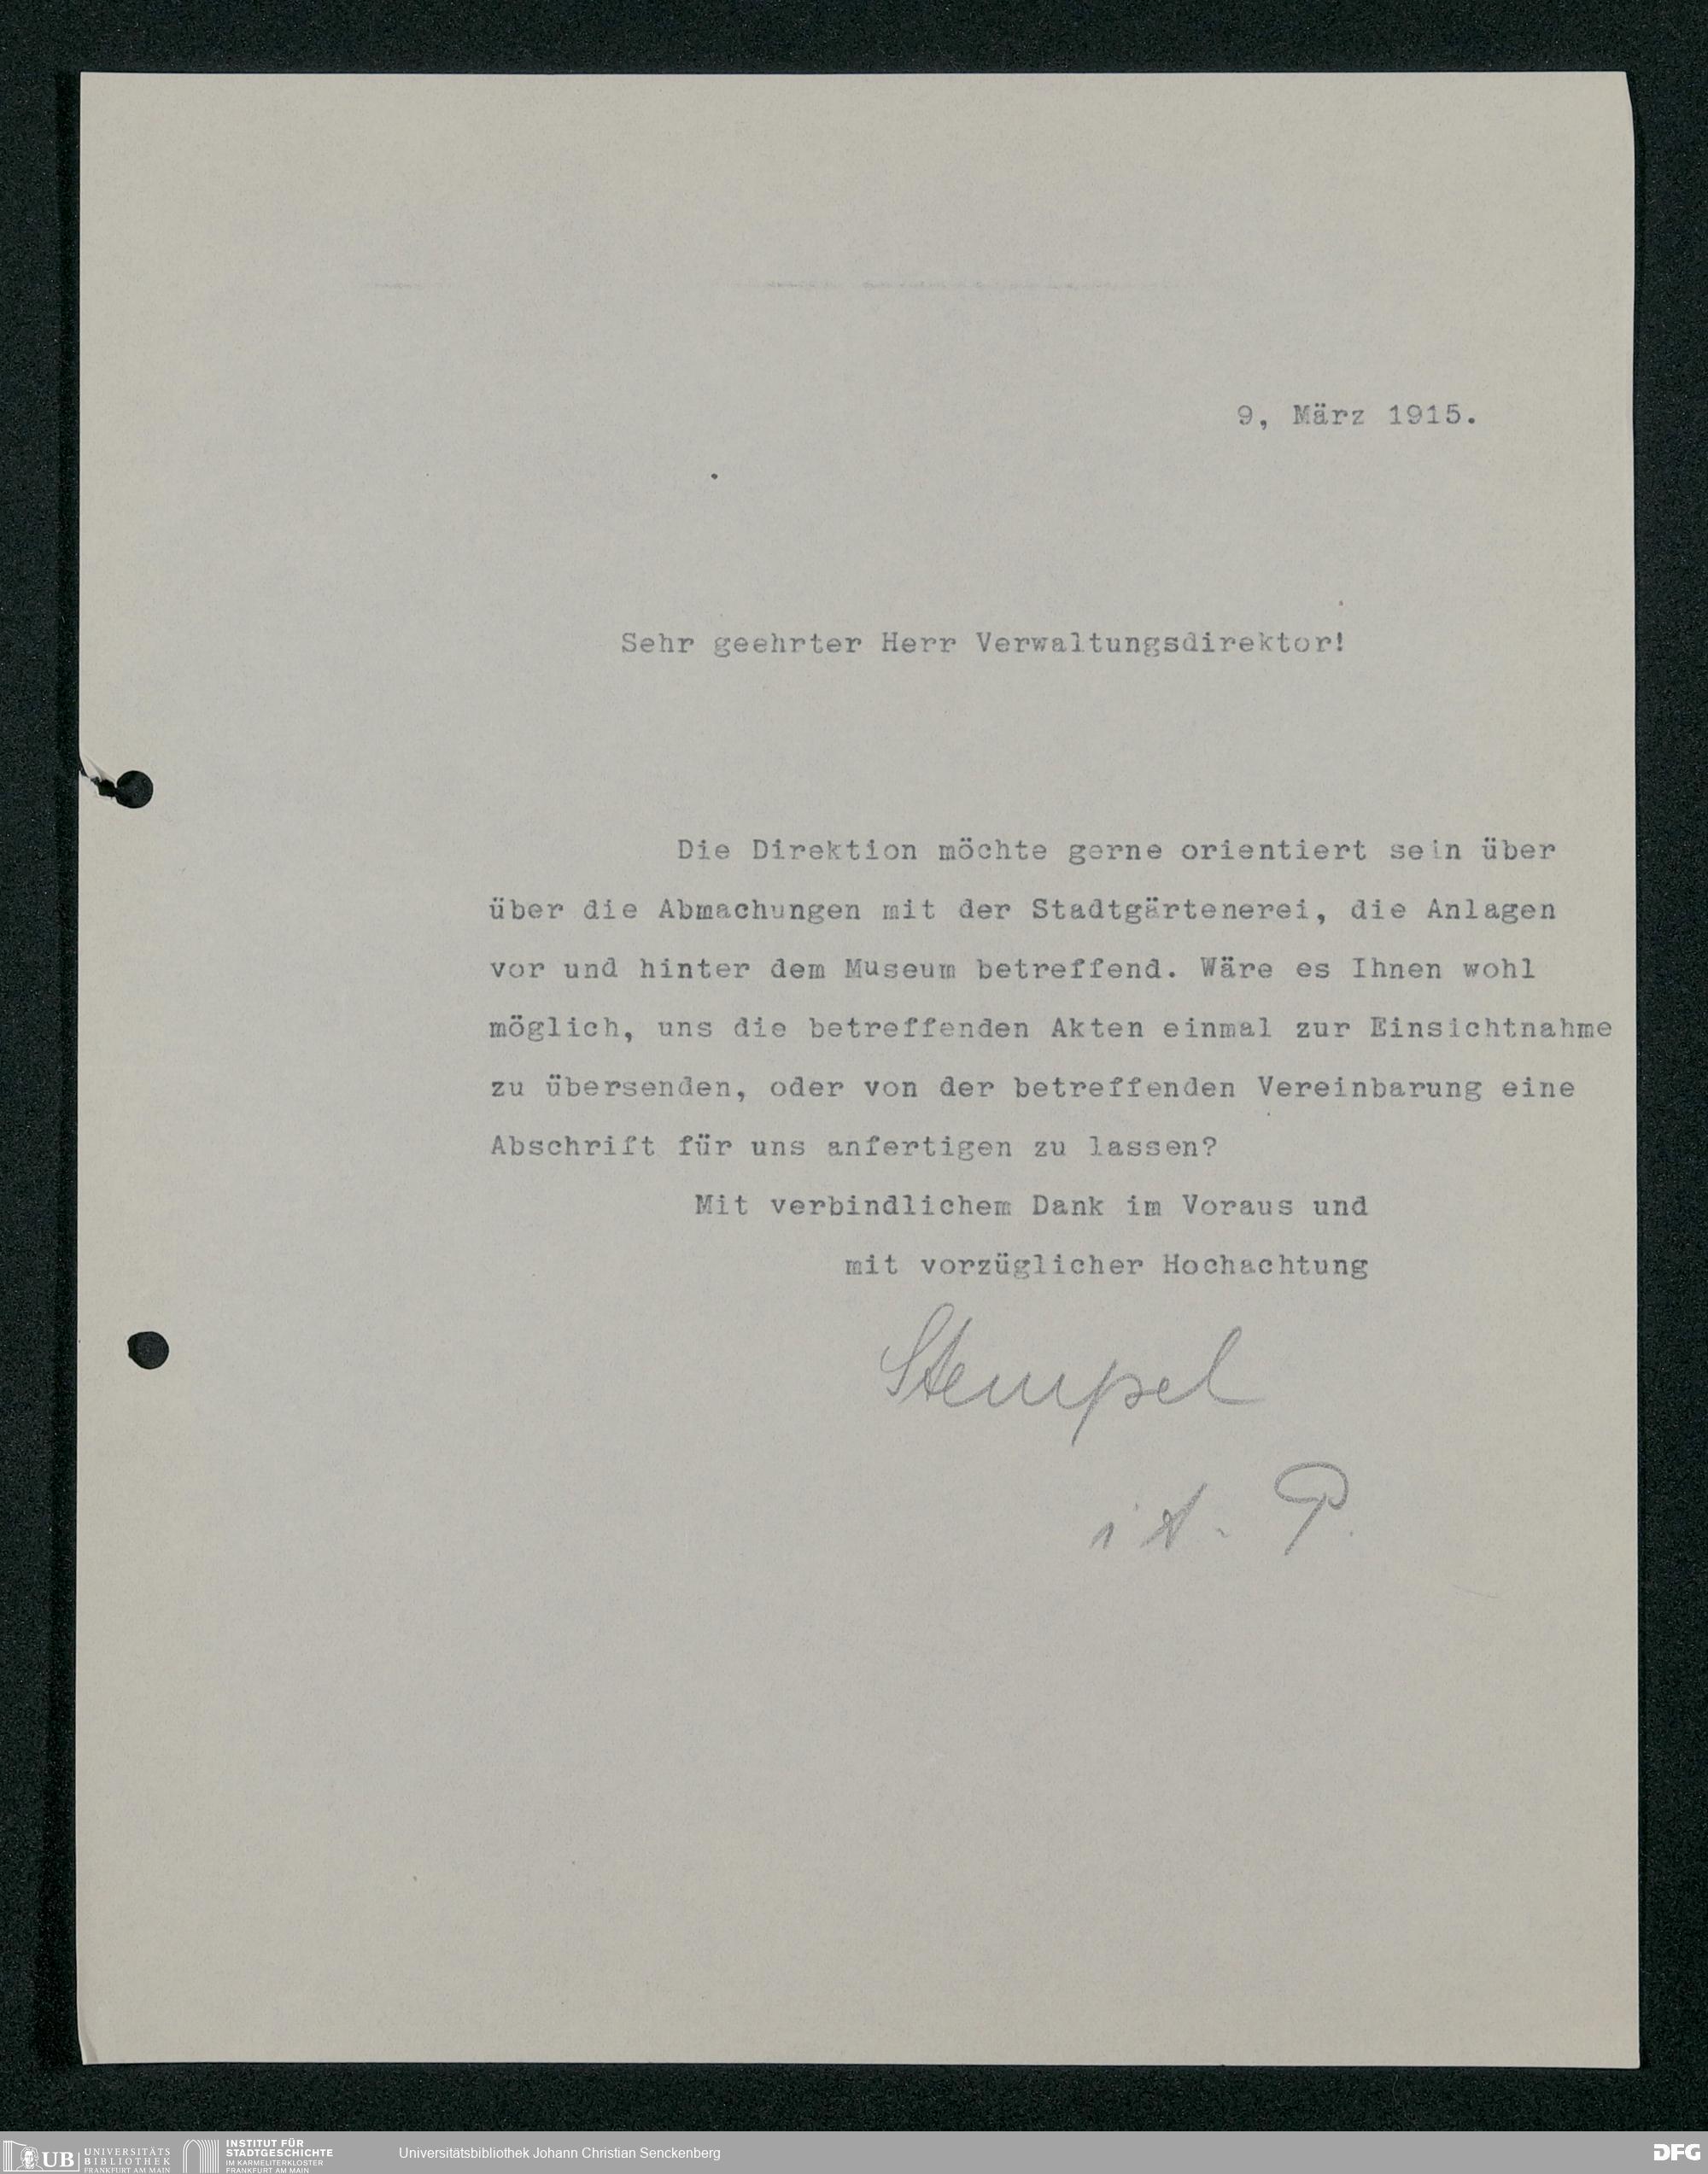 9, März 1915.
Sehr geehrter Herr Verwaltungsdirektor!
Die Direktion möchte gerne orientiert sein über
über die Abmachungen mit der Stadtgärtenerei, die Anlagen
vor und hinter dem Museum betreffend. Wäre es Ihnen wohl
möglich, uns die betreffenden Akten einmal zur Einsichtnahme
zu übersenden, oder von der betreffenden Vereinbarung eine
Abschrift für uns anfertigen zu lassen?
Mit verbindlichem Dank im Voraus und
mit vorzüglicher Hochachtung
Stempel
i A. P.
UB UNIVERSITÄTS
BIBLIOTHEK
FRANKFURT AM MAIN
INSTITUT FÜR
STADTGESCHICHTE
IM KARMELITERKLOSTER
FRANKFURT AM MAIN
Universitätsbibliothek Johann Christian Senckenberg
DFG